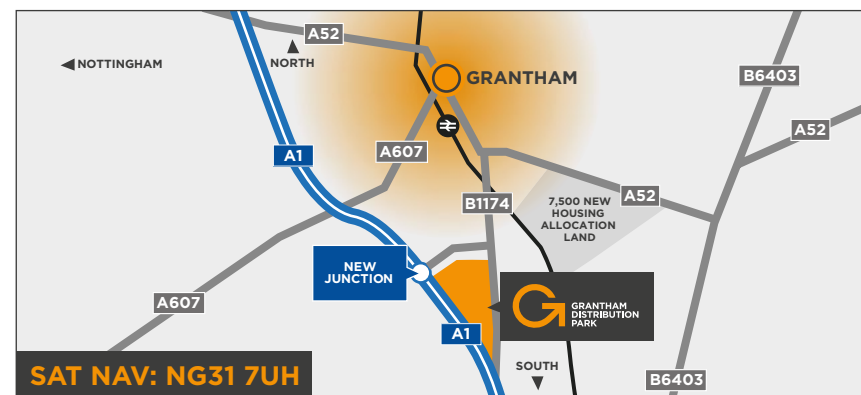 A52
NOTTINGHAM
NORTH
GRANTHAM
B6403
A52
A1
A607
B1174
A52
7,500 NEW
HOUSING
ALLOCATION
LAND
NEW
JUNCTION
A607
GRANTHAM
DISTRIBUTION
PARK
A1
SOUTH
SAT NAV: NG31 7UH
B6403